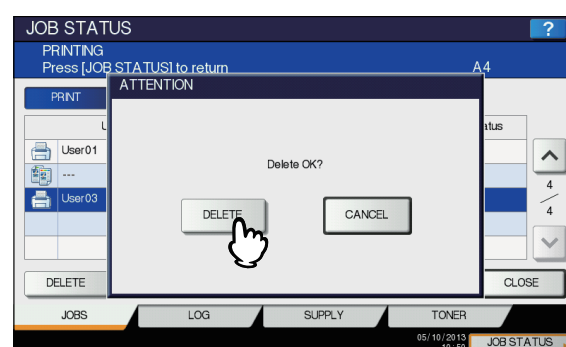 JOB STATUS
?
PRINTING
Press [JOB STATUS] to return
A4
ATTENTION
PRINT
User01
---
User03
Delete OK?
DELETE
CANCEL
4
4
DELETE
CLOSE
JOBS
LOG
SUPPLY
TONER
05/10/2013
JOB STATUS